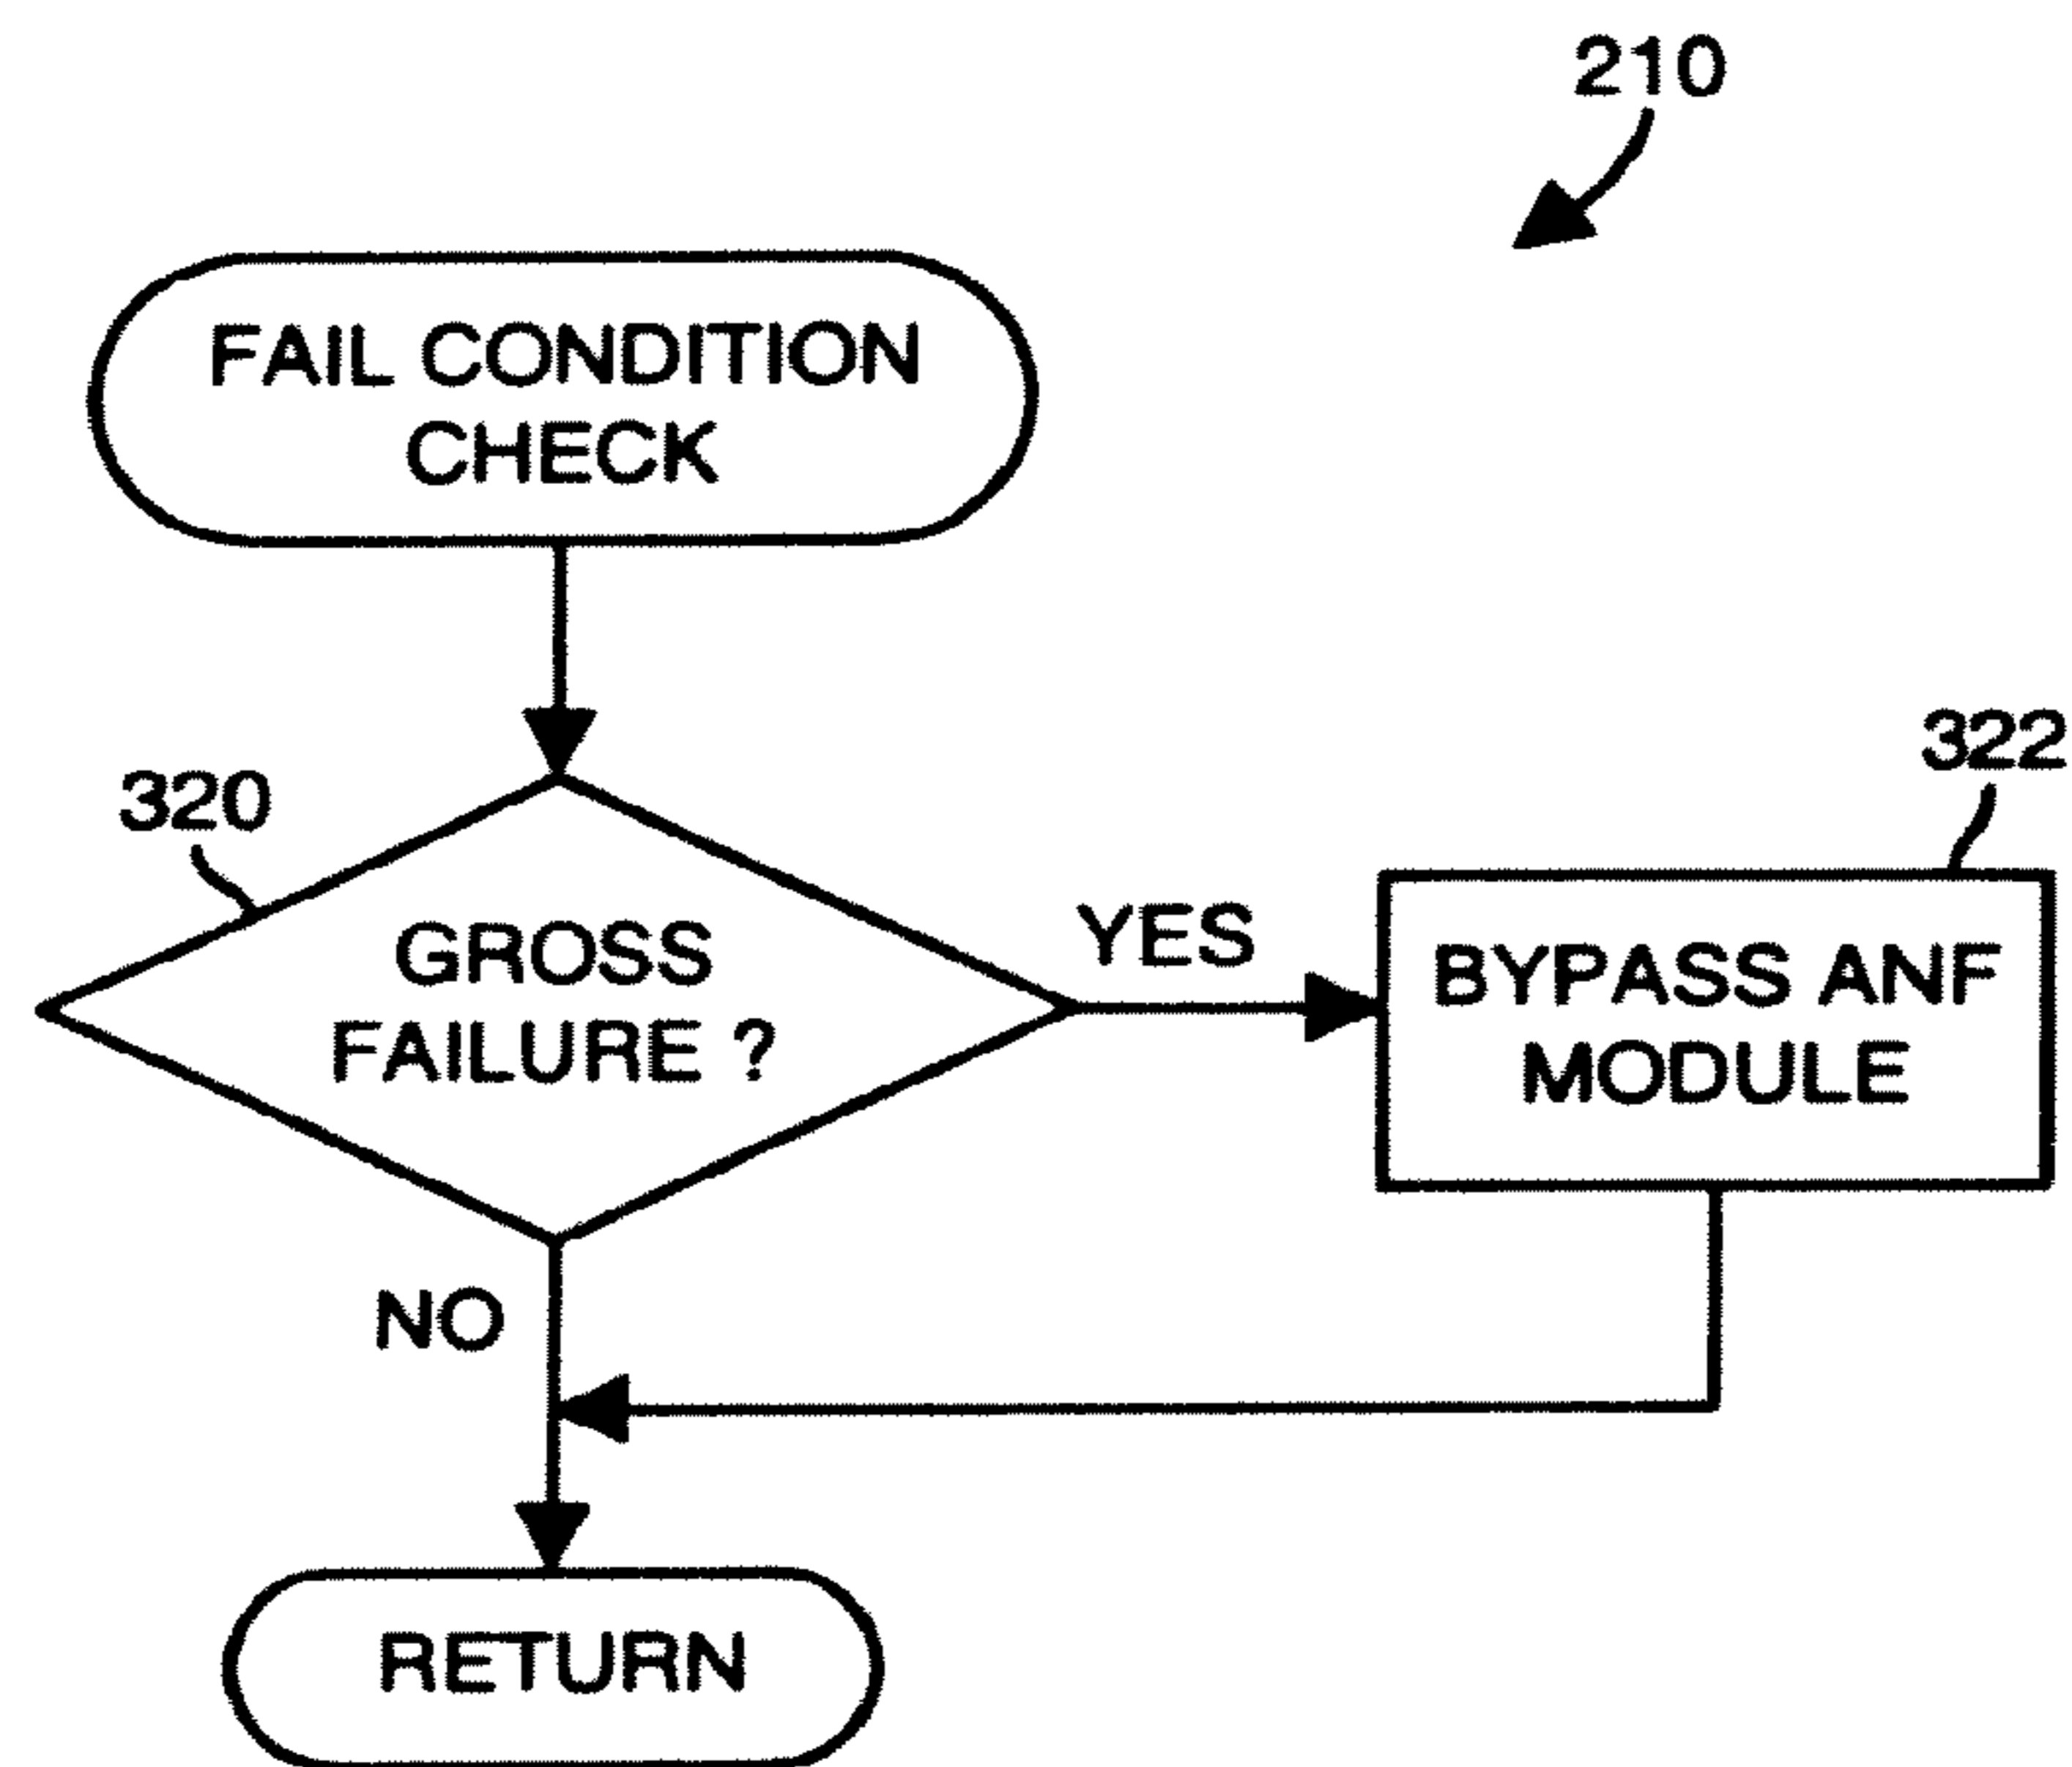 210
FAIL CONDITION
CHECK
320
322
GROSS
FAILURE ?
YES
BYPASS ANF
MODULE
NO
RETURN